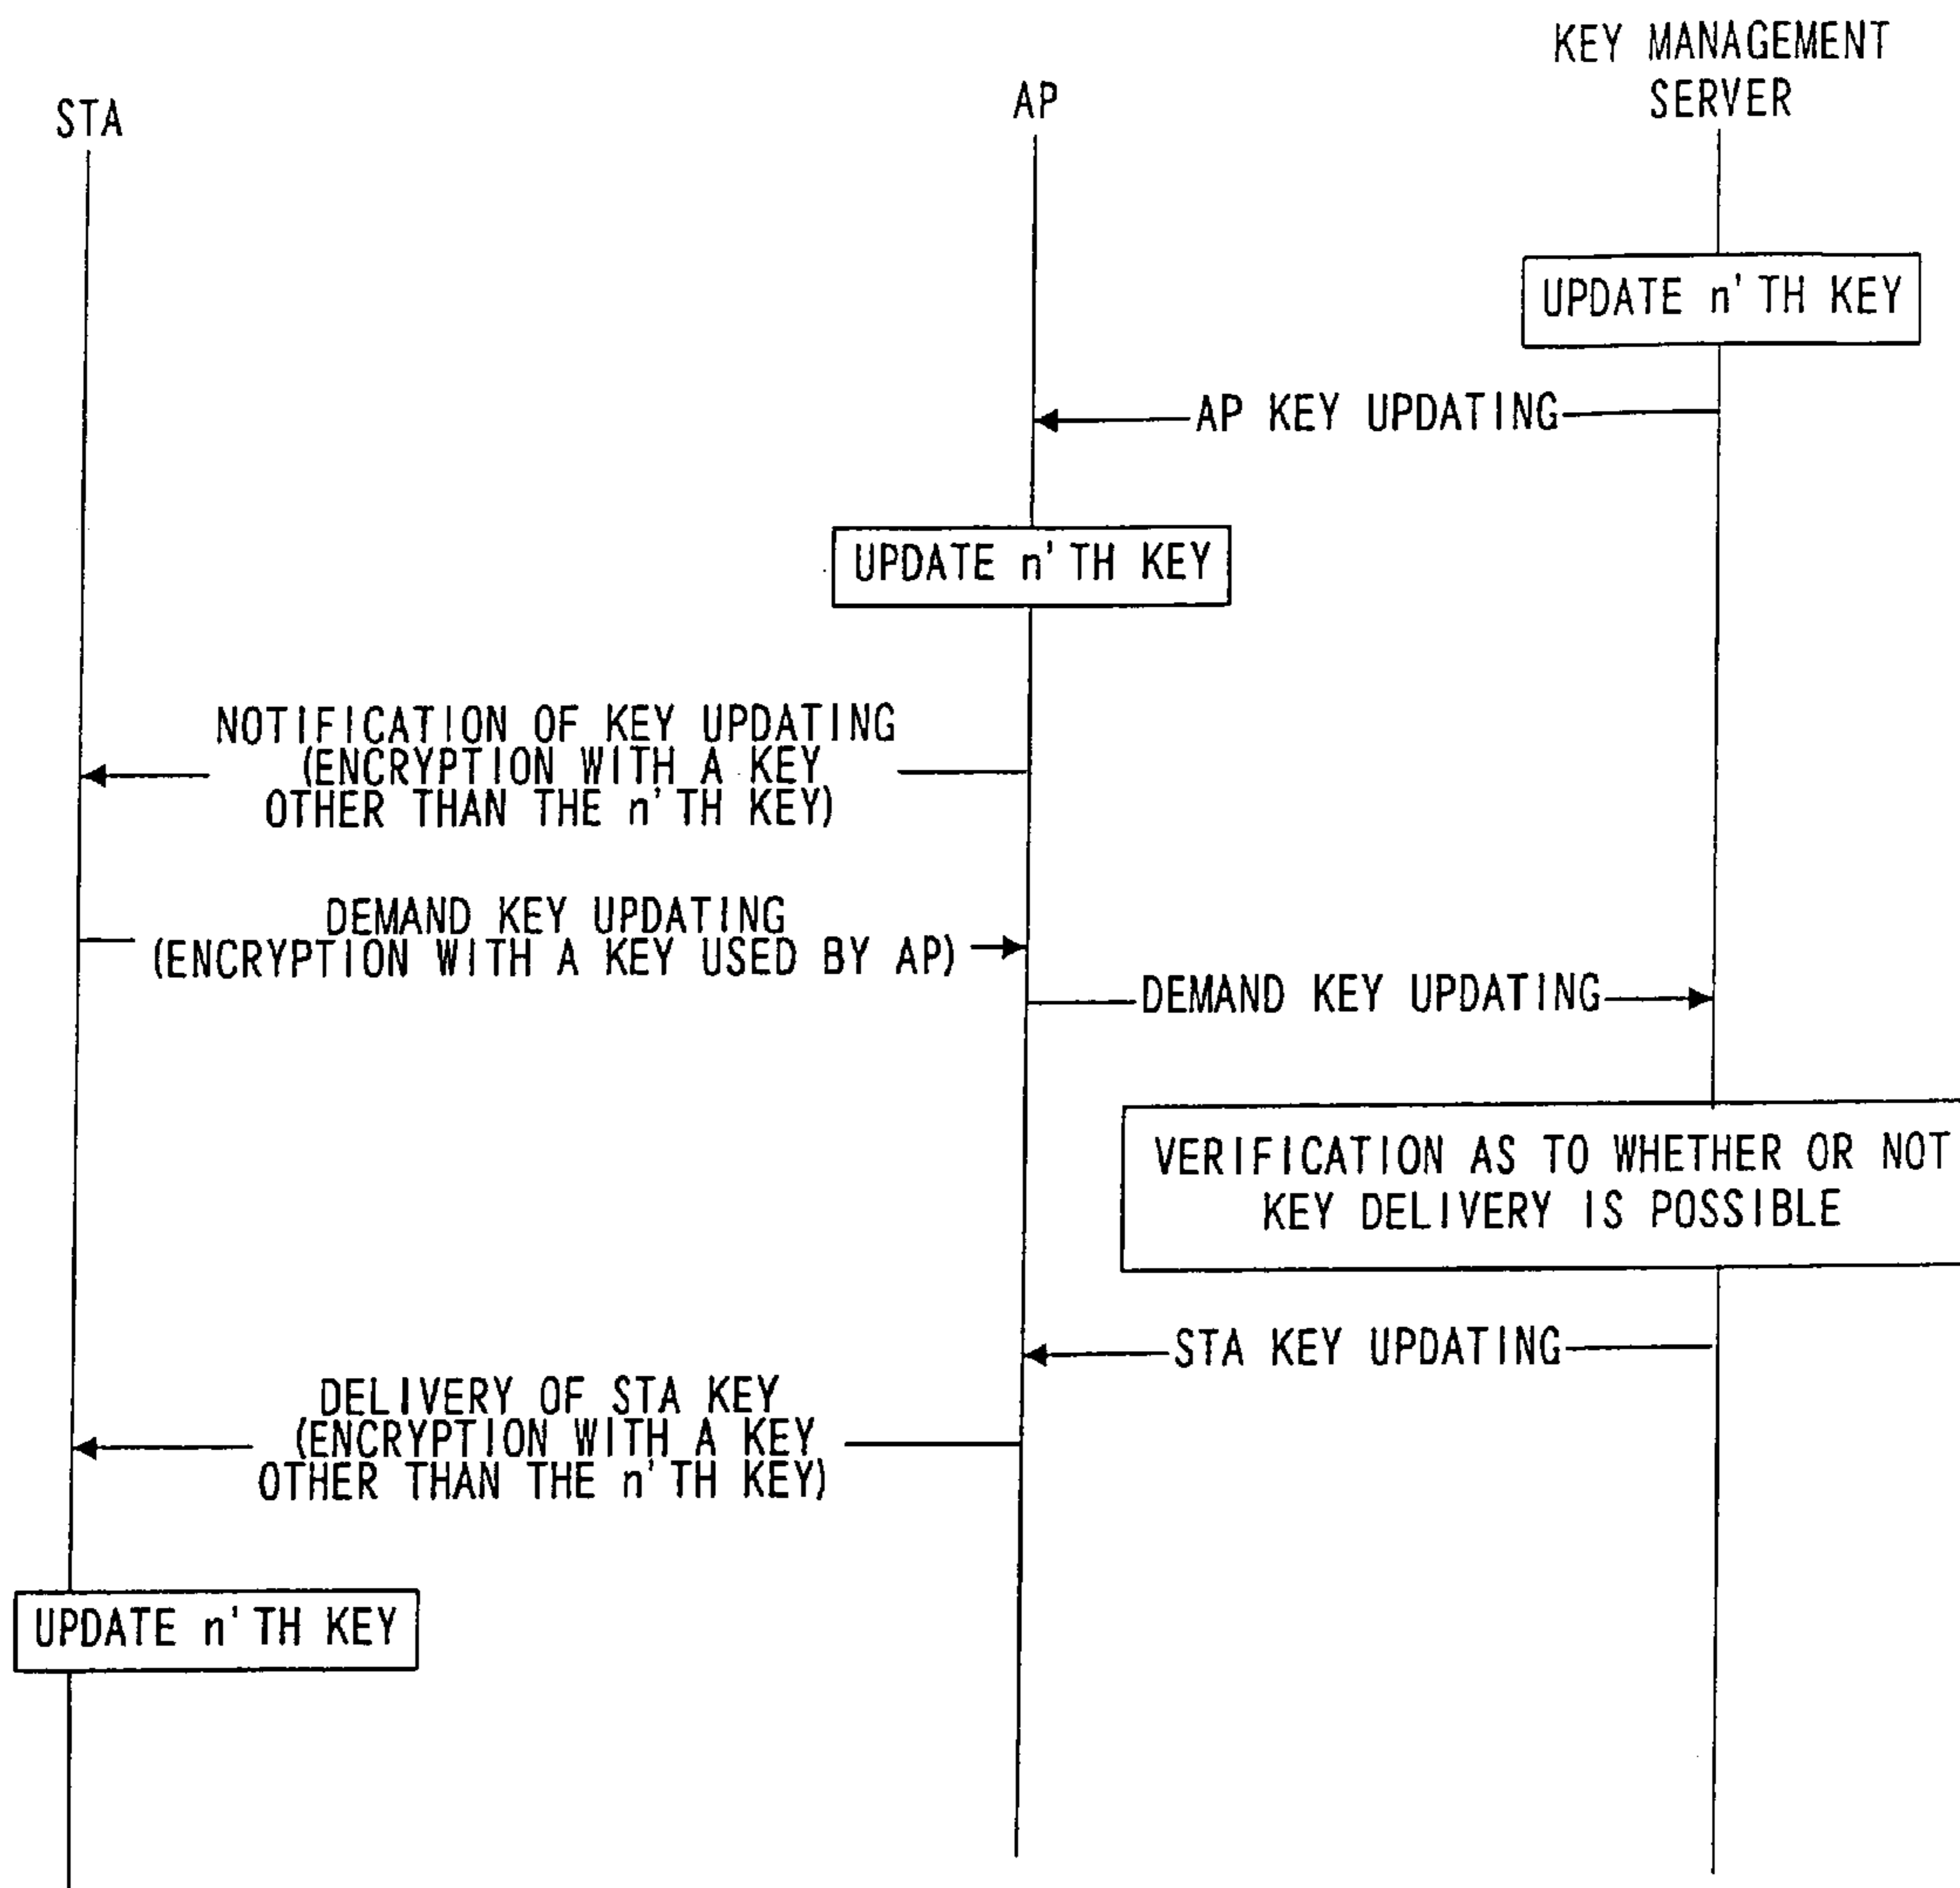 KEY MANAGEMENT
SERVER
AP
STA
UPDATE n'TH KEY
AP KEY UPDATING
UPDATE n'TH KEY
NOTIFICATION OF KEY UPDATING
(ENCRYPTION WITH A KEY
OTHER THAN THE n'TH KEY)
DEMAND KEY UPDATING
(ENCRYPTION WITH A KEY USED BY AP)
DEMAND KEY UPDATING
VERIFICATION AS TO WHETHER OR NOT
KEY DELIVERY IS POSSIBLE
STA KEY UPDATING
DELIVERY OF STA KEY
(ENCRYPTION WITH A KEY
OTHER THAN THE n'TH KEY)
UPDATE n'TH KEY